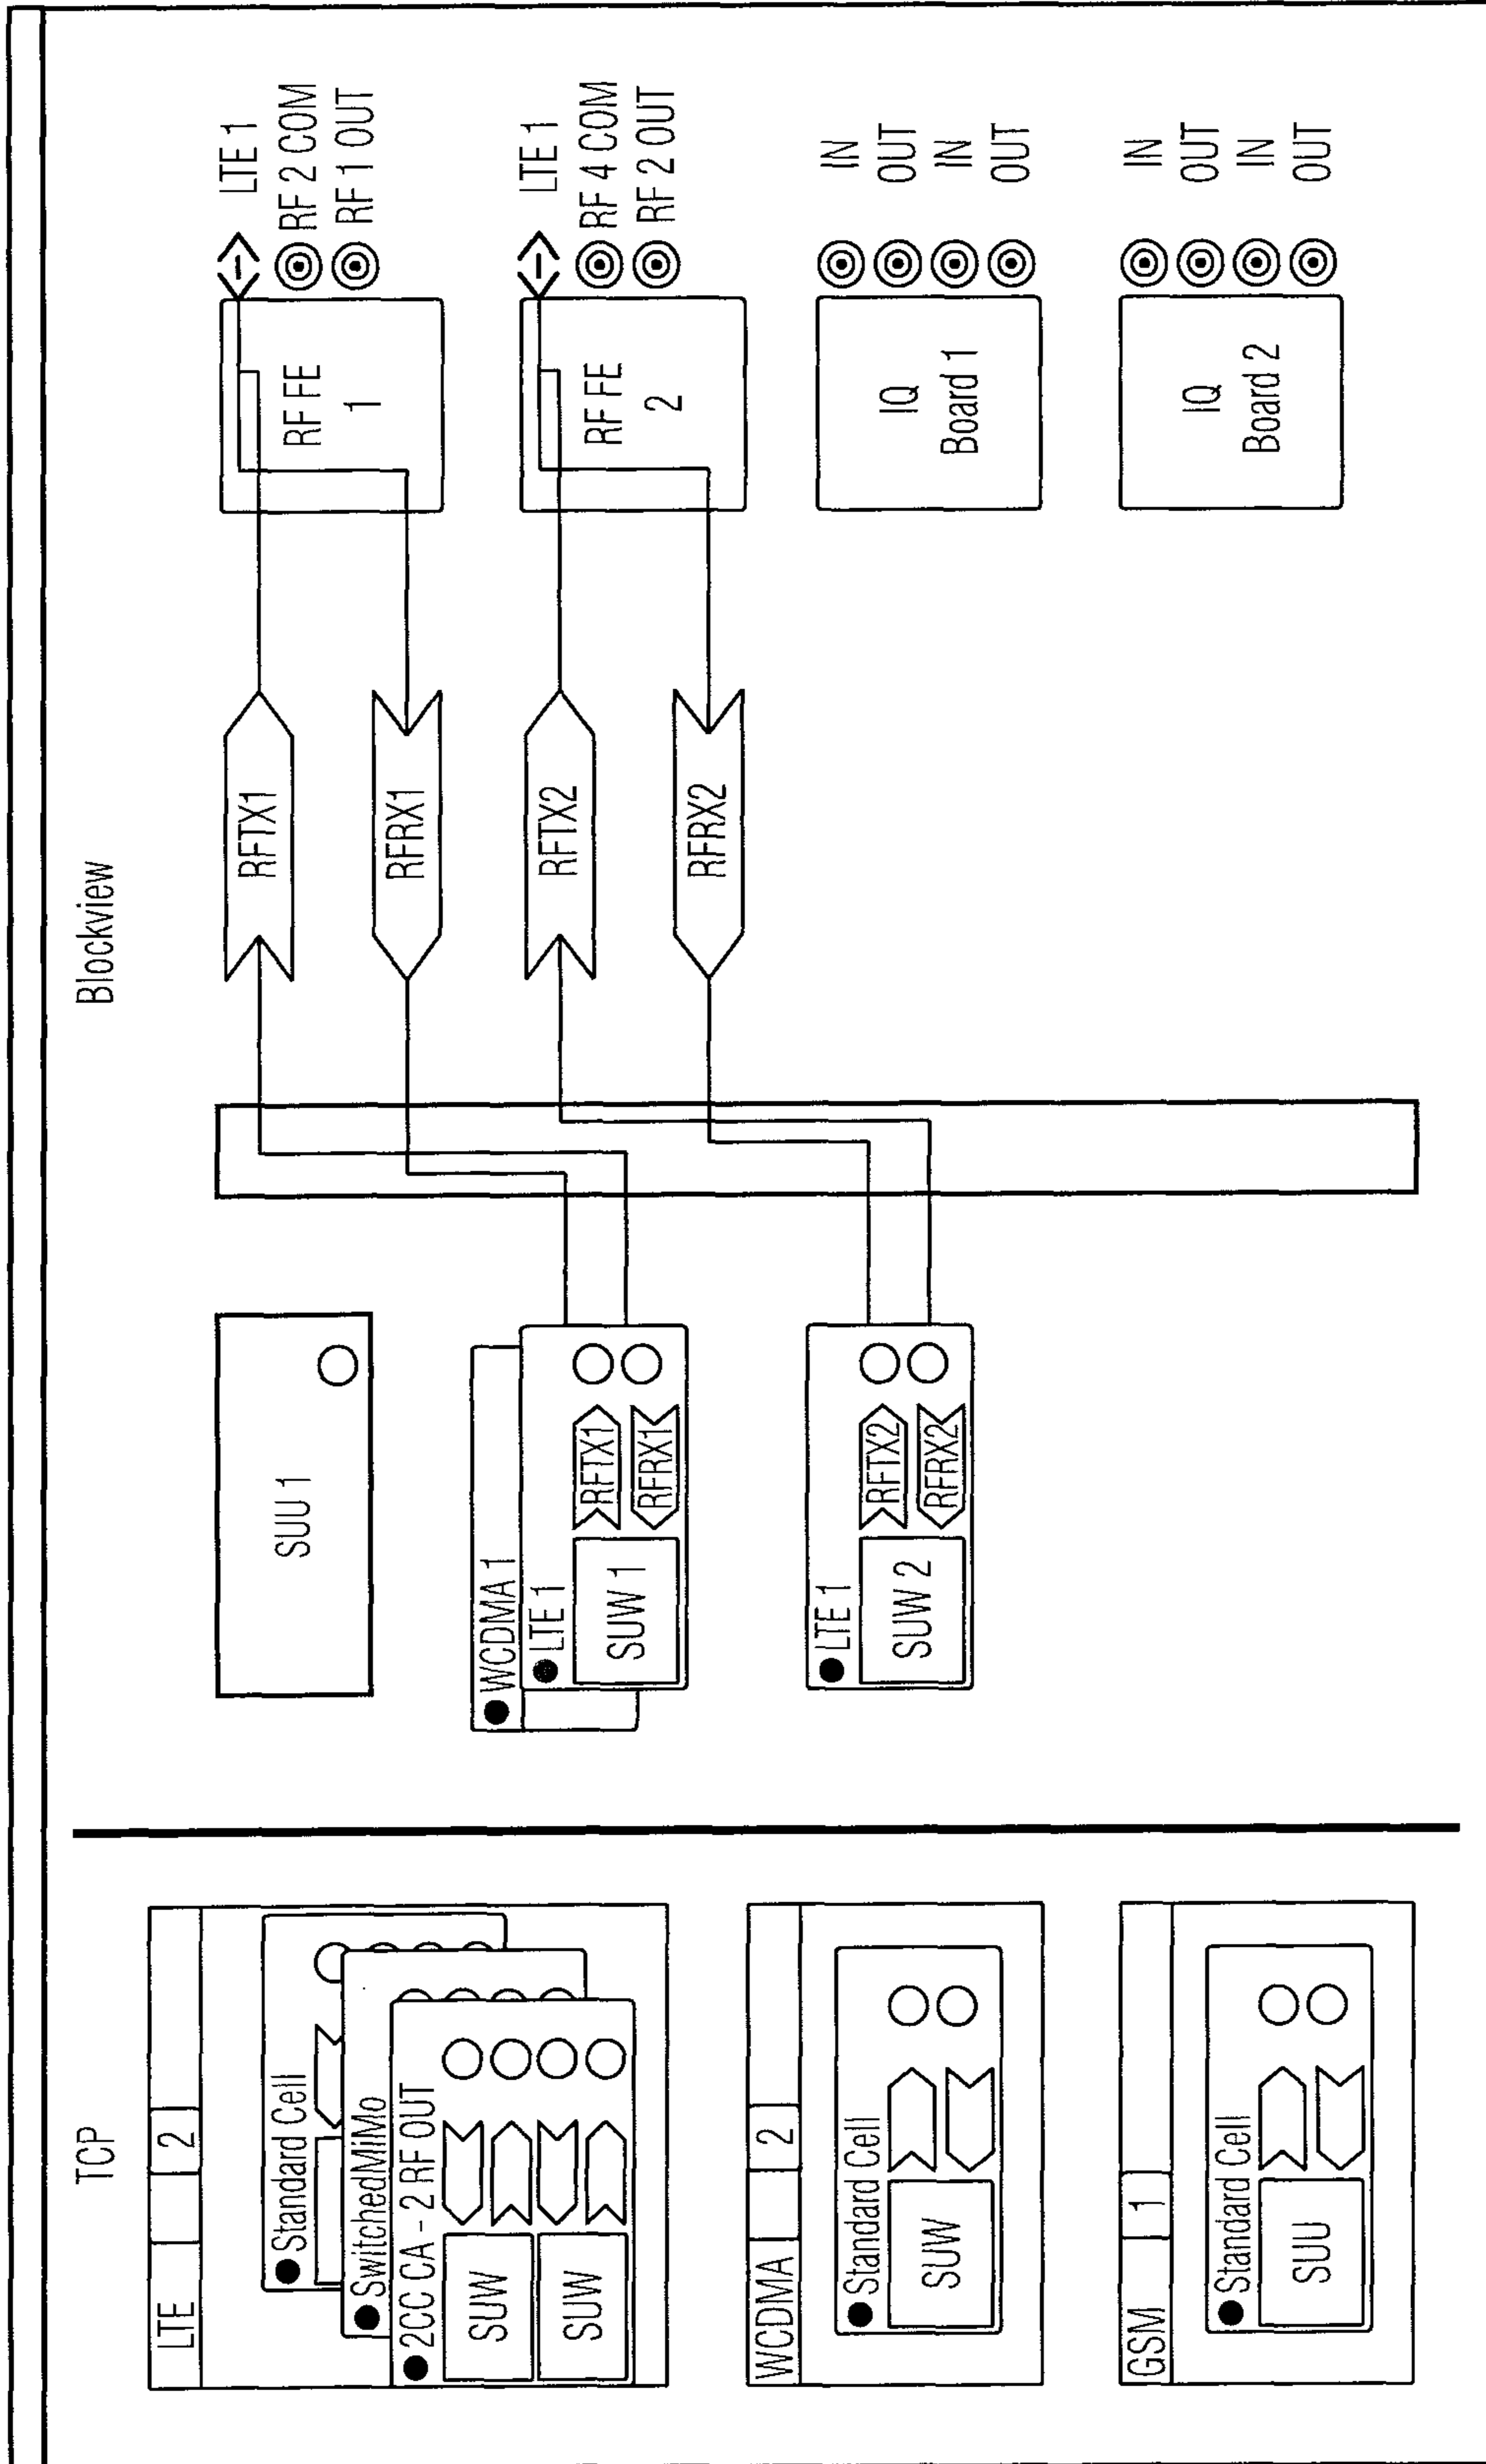 TCP
LTE
2
Standard Cell
SwitchedMiMo
2CC CA - 2 RF OUT
SUW
SUW
WCDMA
2
Standard Cell
SUW
GSM
1
Standard Cell
SUU
Blockview
SUU 1
WCDMA 1
LTE 1
SUW 1
RFTX1
RFRX1
LTE 1
SUW 2
RFTX2
RFRX2
RFTX1
RFRX1
RFTX2
RFRX2
RF FE
1
LTE 1
RF 2 COM
RF 1 OUT
RF FE
2
LTE 1
RF 4 COM
RF 2 OUT
IQ
Board 1
IN
OUT
IN
OUT
IQ
Board 2
IN
OUT
IN
OUT